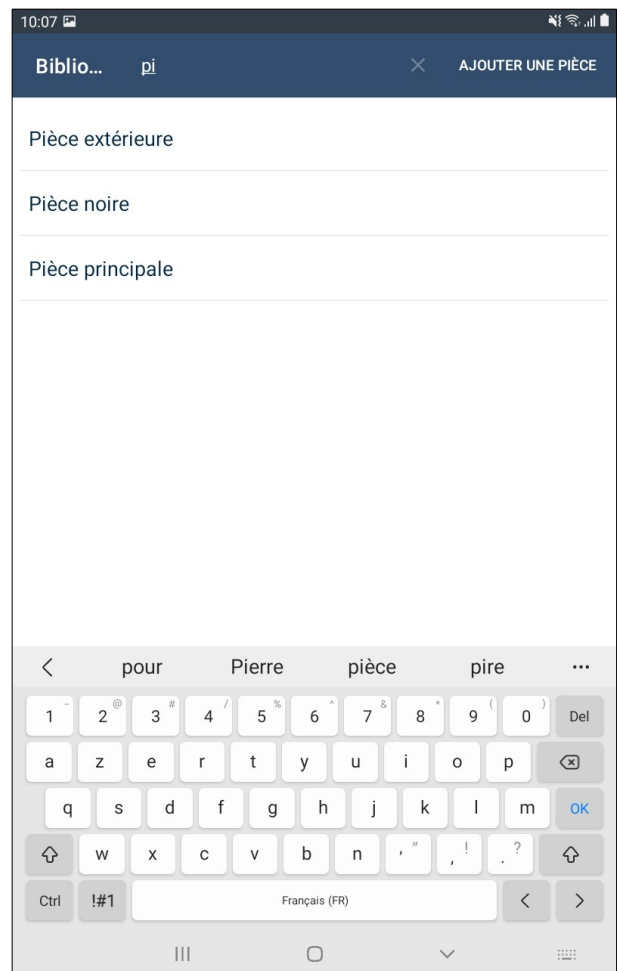 10:07
Biblio... pi AJOUTER UNE PIÈCE
Pièce extérieure
Pièce noire
Pièce principale
pour Pierre pièce pire ...
1 - 2 @ 3 # 4 / 5 % 6 ^ 7 & 8 * 9 ( 0 ) Del
a z e r t y u i o p
q s d f g h j k l m OK
w x c v b n ' " , ! . ?
Ctrl !#1 Français (FR) < >